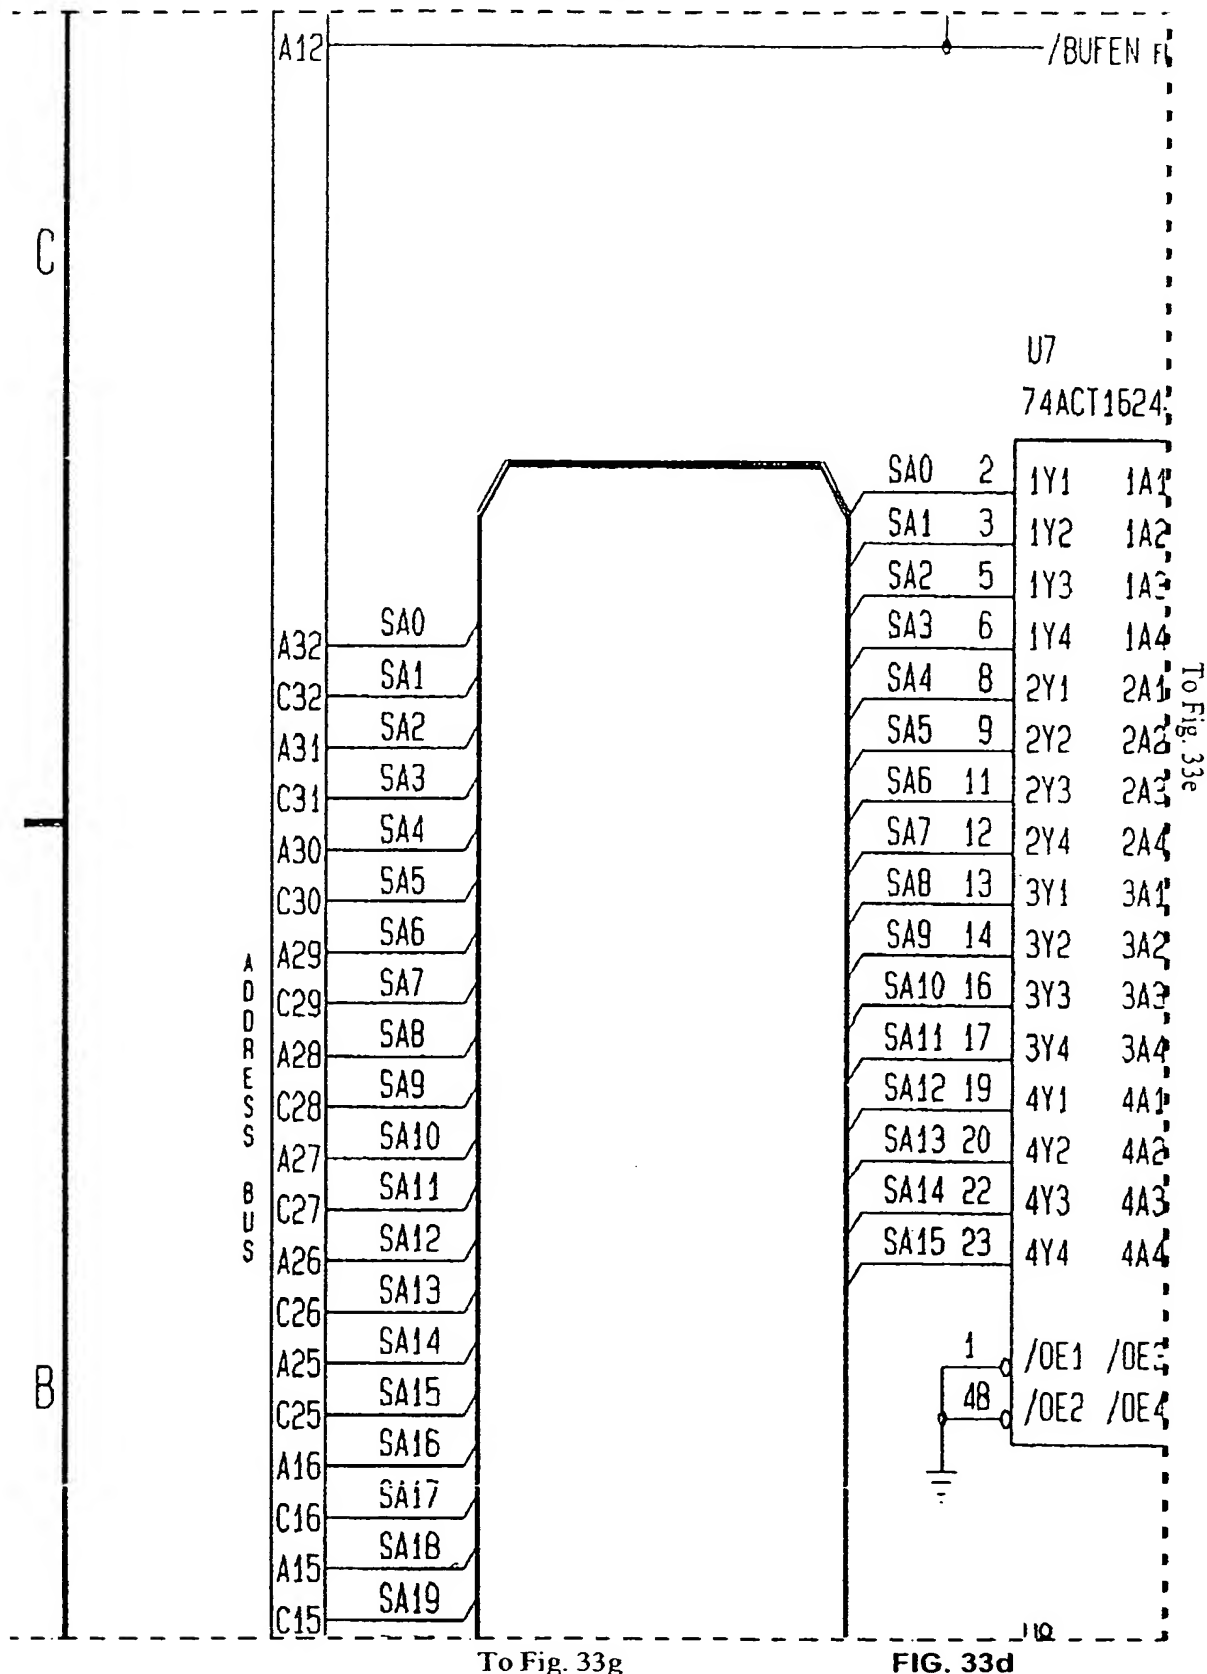 A12 /BUFEN
C
U7
74ACT1624
SA0 2 1Y1 1A1
SA1 3 1Y2 1A2
SA2 5 1Y3 1A3
SA3 6 1Y4 1A4
SA4 8 2Y1 2A1
SA5 9 2Y2 2A2
SA6 11 2Y3 2A3
SA7 12 2Y4 2A4
SA8 13 3Y1 3A1
SA9 14 3Y2 3A2
SA10 16 3Y3 3A3
SA11 17 3Y4 3A4
SA12 19 4Y1 4A1
SA13 20 4Y2 4A2
SA14 22 4Y3 4A3
SA15 23 4Y4 4A4
1 /OE1 /OE3
48 /OE2 /OE4
To Fig. 33e
A32 SA0
C32 SA1
A31 SA2
C31 SA3
A30 SA4
C30 SA5
A29 SA6
C29 SA7
A28 SA8
C28 SA9
A27 SA10
C27 SA11
A26 SA12
C26 SA13
A25 SA14
C25 SA15
A16 SA16
C16 SA17
A15 SA18
C15 SA19
ADDRESS BUS
B
To Fig. 33g
FIG. 33d